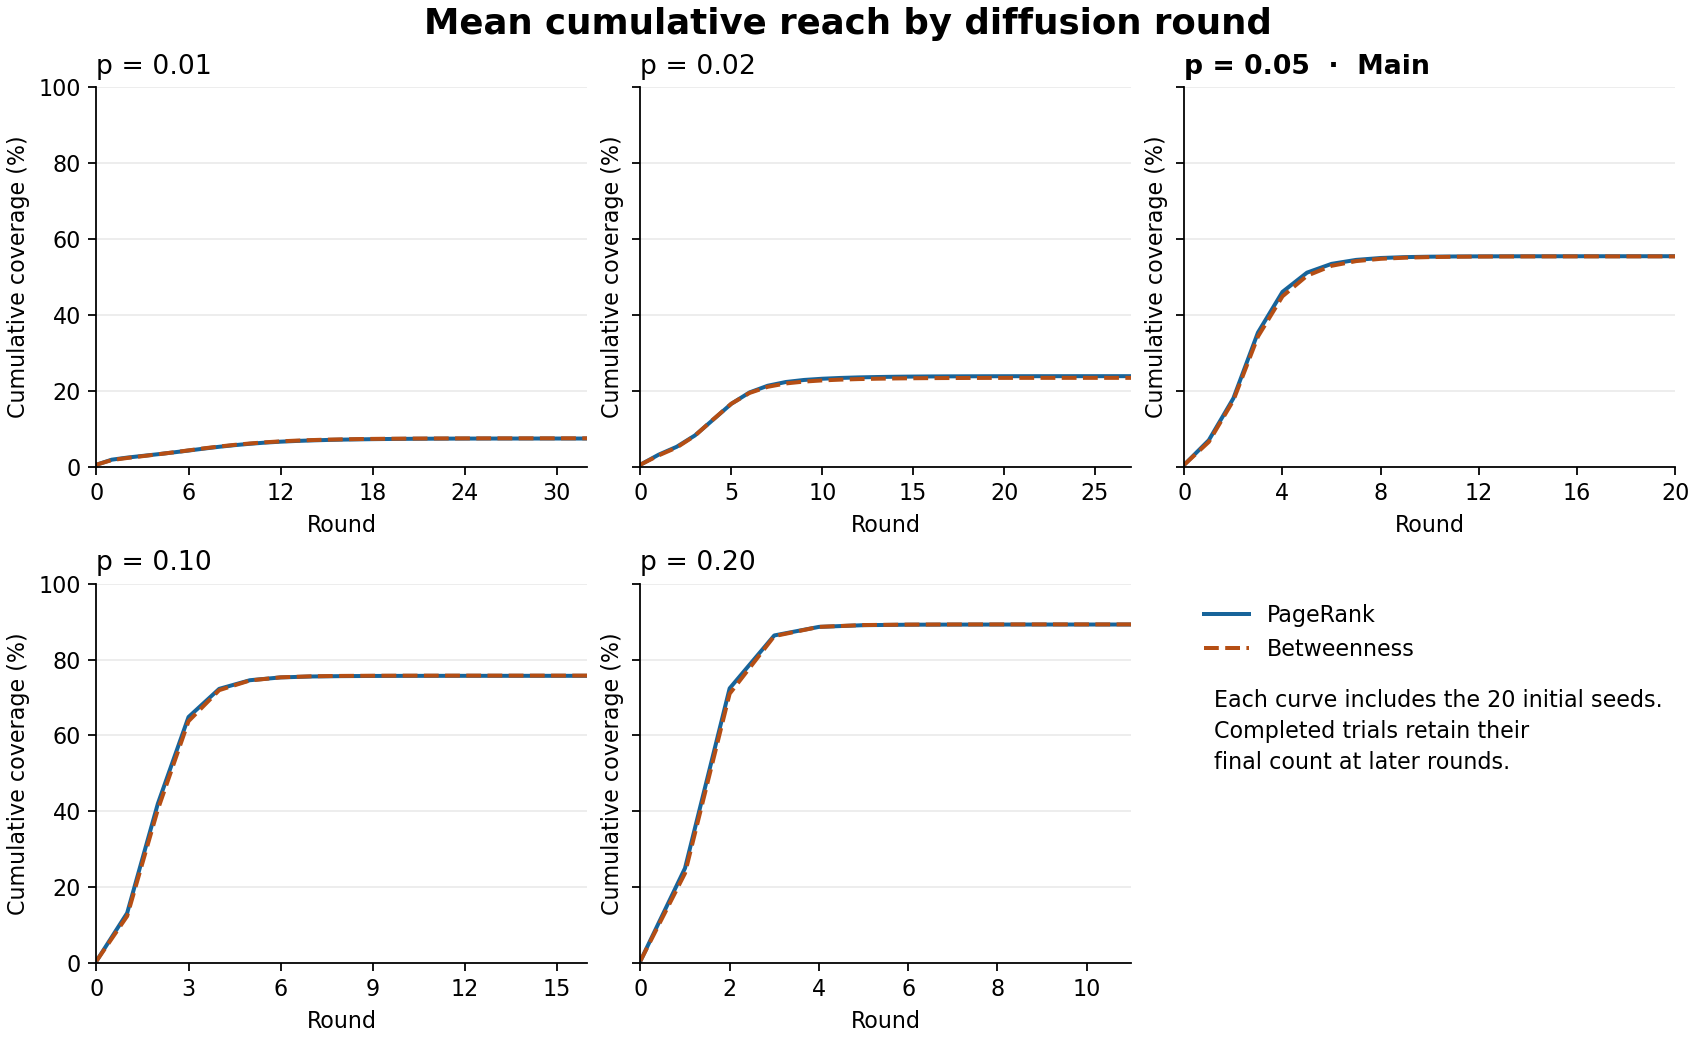 Mean cumulative reach by diffusion round
p = 0.01
Cumulative coverage (%)
100
80
60
40
20
0
0 6 12 18 24 30
Round
p = 0.02
Cumulative coverage (%)
0 5 10 15 20 25
Round
p = 0.05 · Main
Cumulative coverage (%)
0 4 8 12 16 20
Round
p = 0.10
Cumulative coverage (%)
100
80
60
40
20
0
0 3 6 9 12 15
Round
p = 0.20
Cumulative coverage (%)
0 2 4 6 8 10
Round
PageRank
Betweenness
Each curve includes the 20 initial seeds.
Completed trials retain their
final count at later rounds.